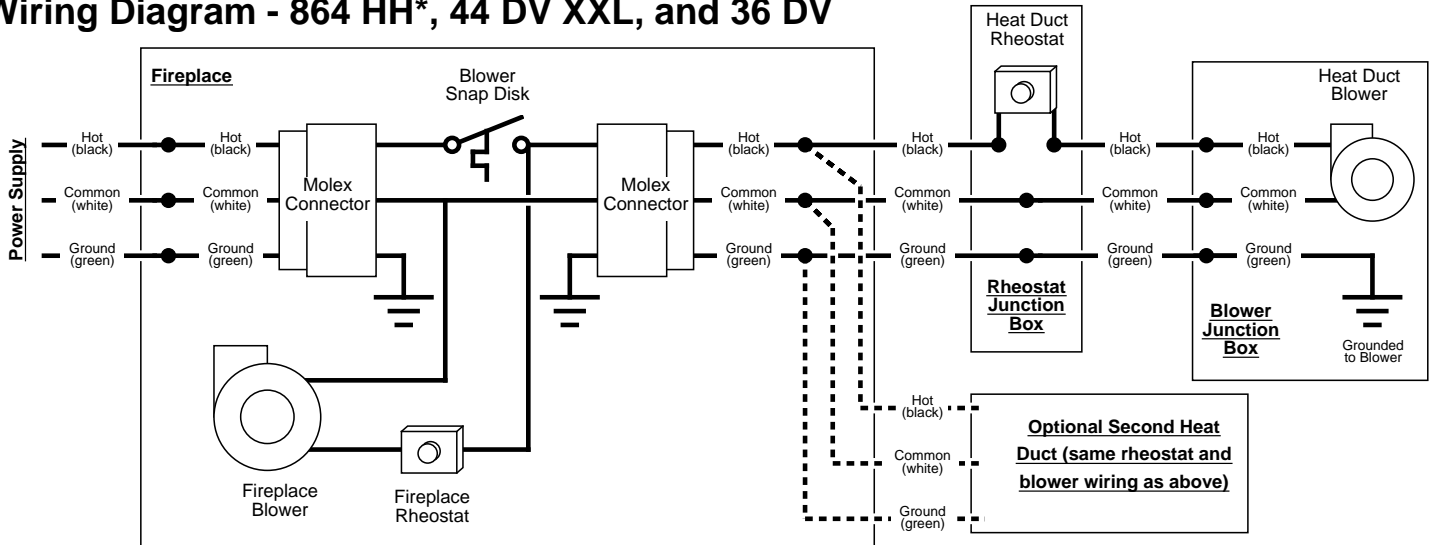 Wiring Diagram - 864 HH*, 44 DV XXL, and 36 DV
Fireplace
Blower
Snap Disk
Heat Duct
Rheostat
Heat Duct
Blower
Power Supply
Hot
(black)
Hot
(black)
Hot
(black)
Hot
(black)
Hot
(black)
Hot
(black)
Molex
Connector
Molex
Connector
Common
(white)
Common
(white)
Common
(white)
Common
(white)
Common
(white)
Common
(white)
Ground
(green)
Ground
(green)
Ground
(green)
Ground
(green)
Ground
(green)
Ground
(green)
Rheostat
Junction
Box
Blower
Junction
Box
Grounded
to Blower
Hot
(black)
Common
(white)
Ground
(green)
Optional Second Heat
Duct (same rheostat and
blower wiring as above)
Fireplace
Blower
Fireplace
Rheostat